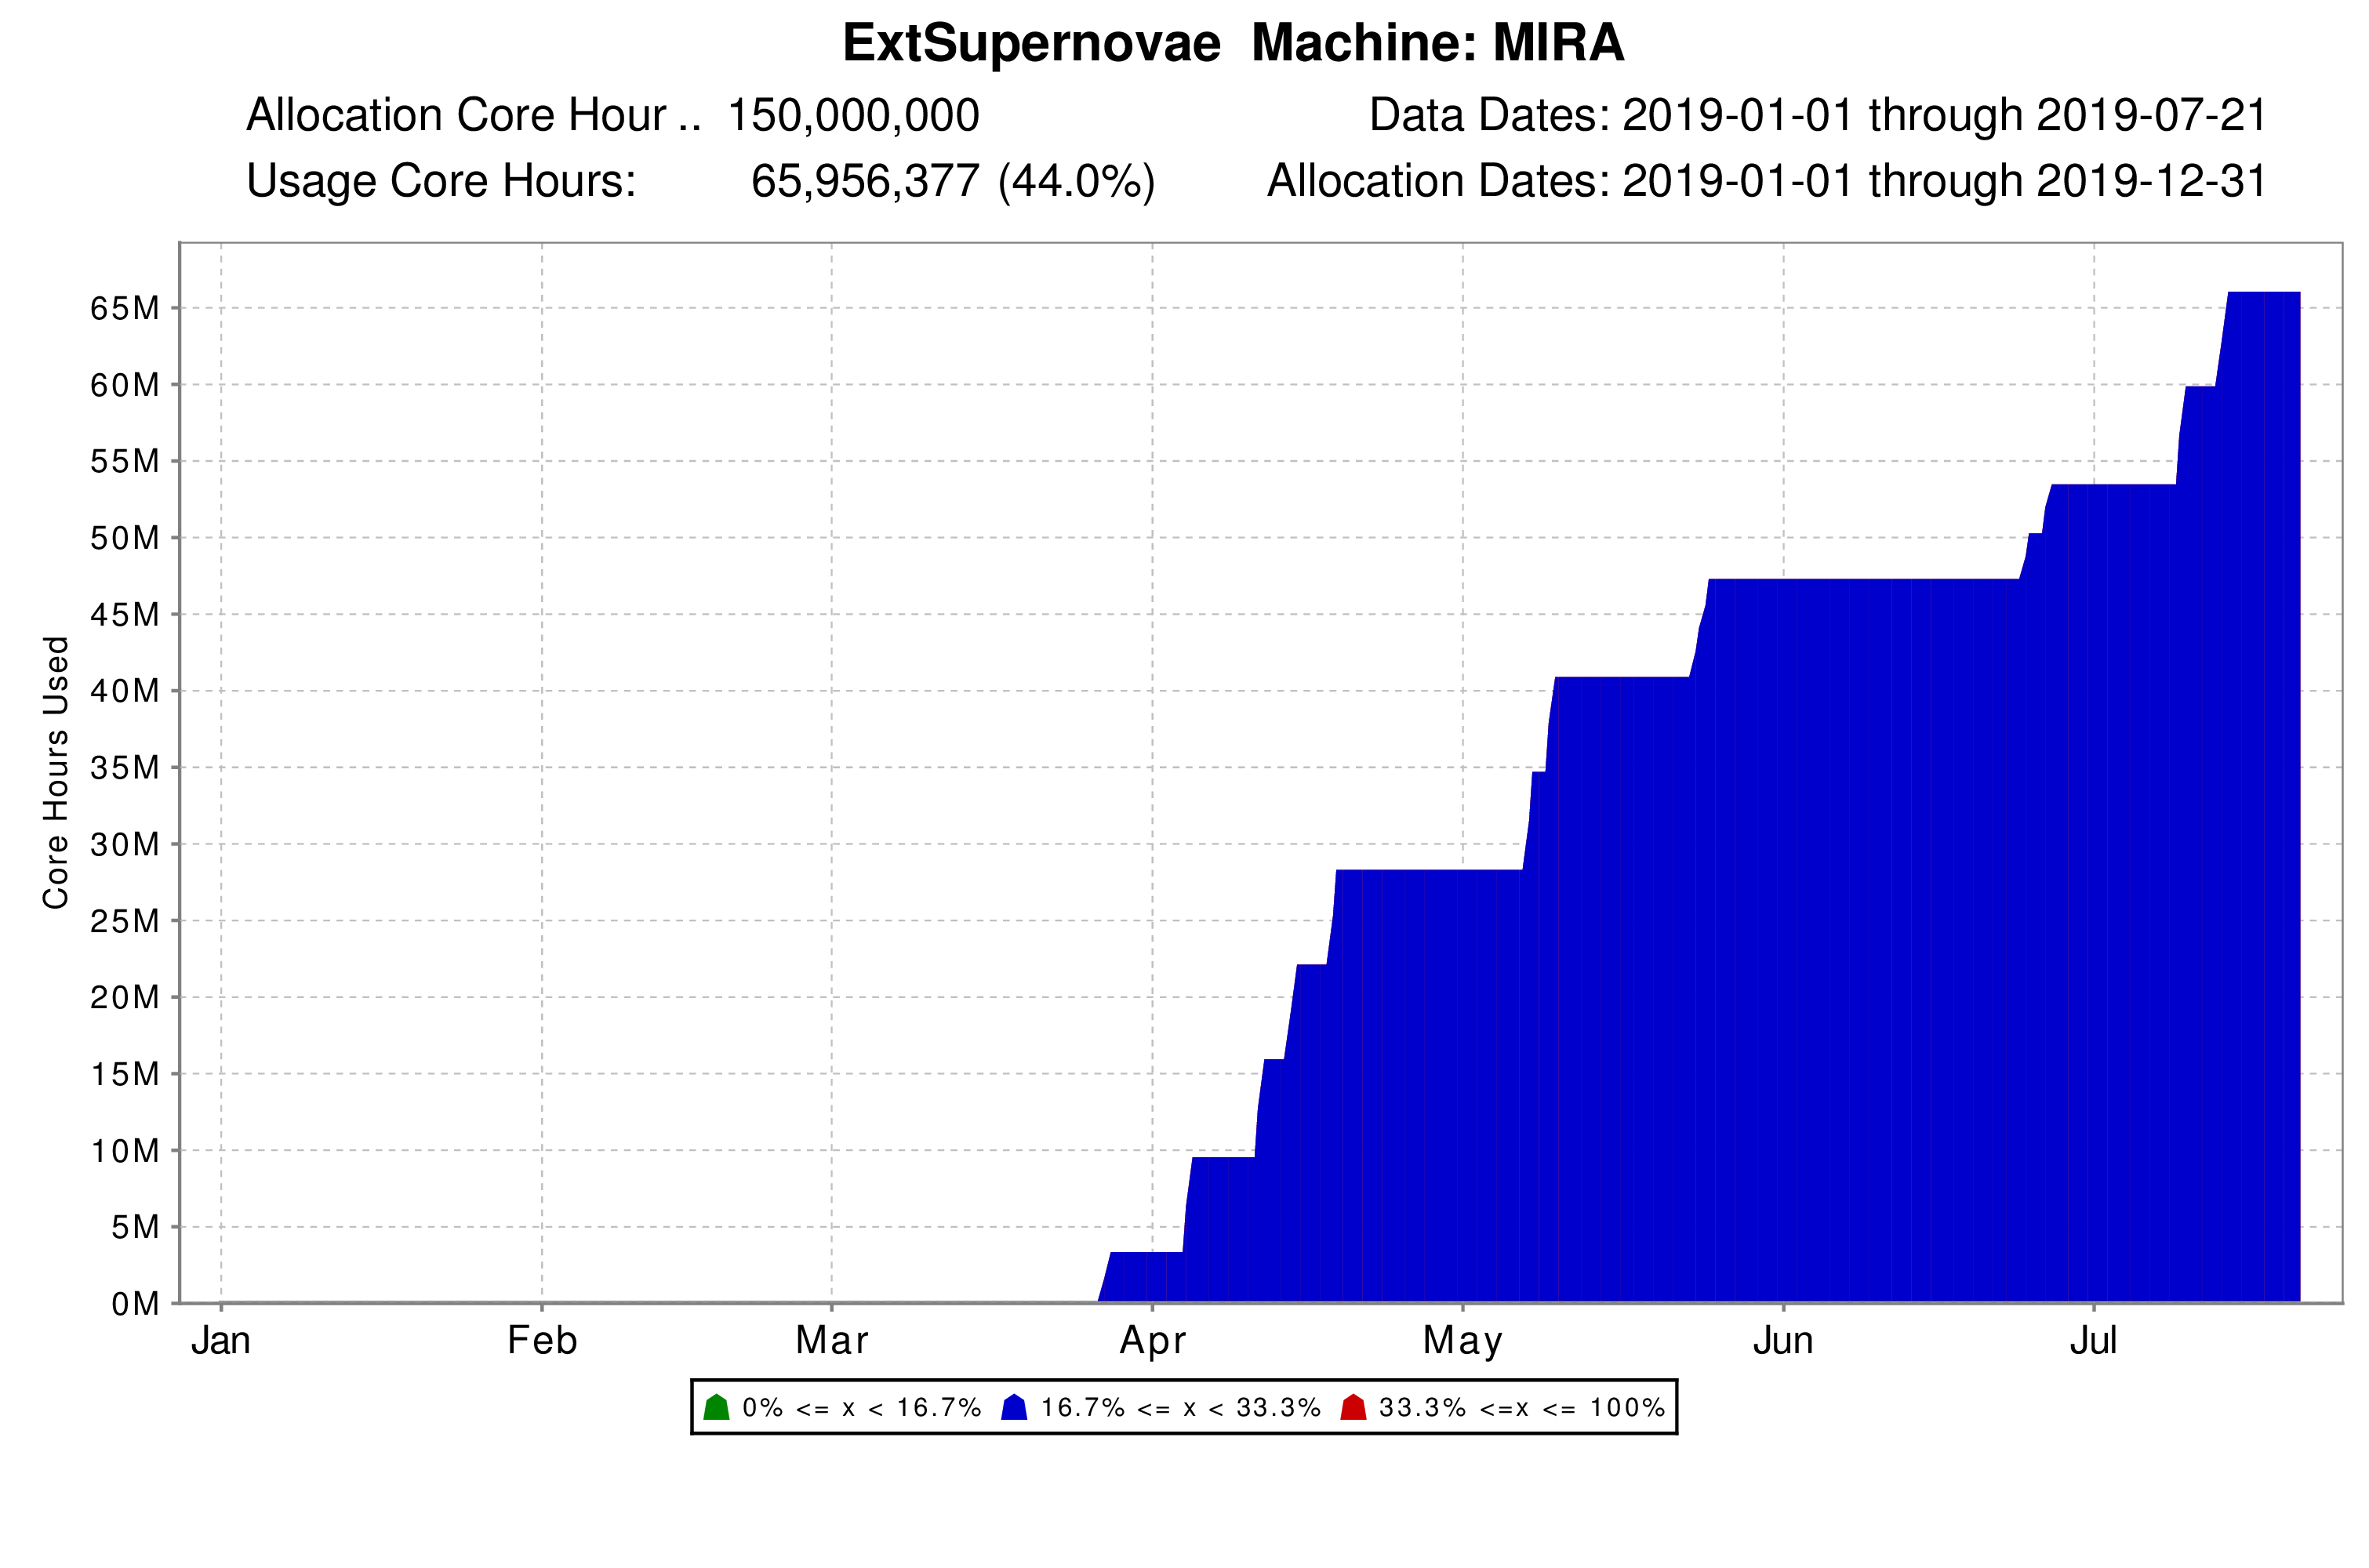 ExtSupernovae  Machine: MIRA
Allocation Core Hour ..  150,000,000
Data Dates: 2019-01-01 through 2019-07-21
Usage Core Hours:  65,956,377 (44.0%)
Allocation Dates: 2019-01-01 through 2019-12-31
65M
60M
55M
50M
45M
40M
35M
30M
25M
20M
15M
10M
5M
0M
Core Hours Used
Jan Feb Mar Apr May Jun Jul
0% <= x < 16.7% 16.7% <= x < 33.3% 33.3% <=x <= 100%